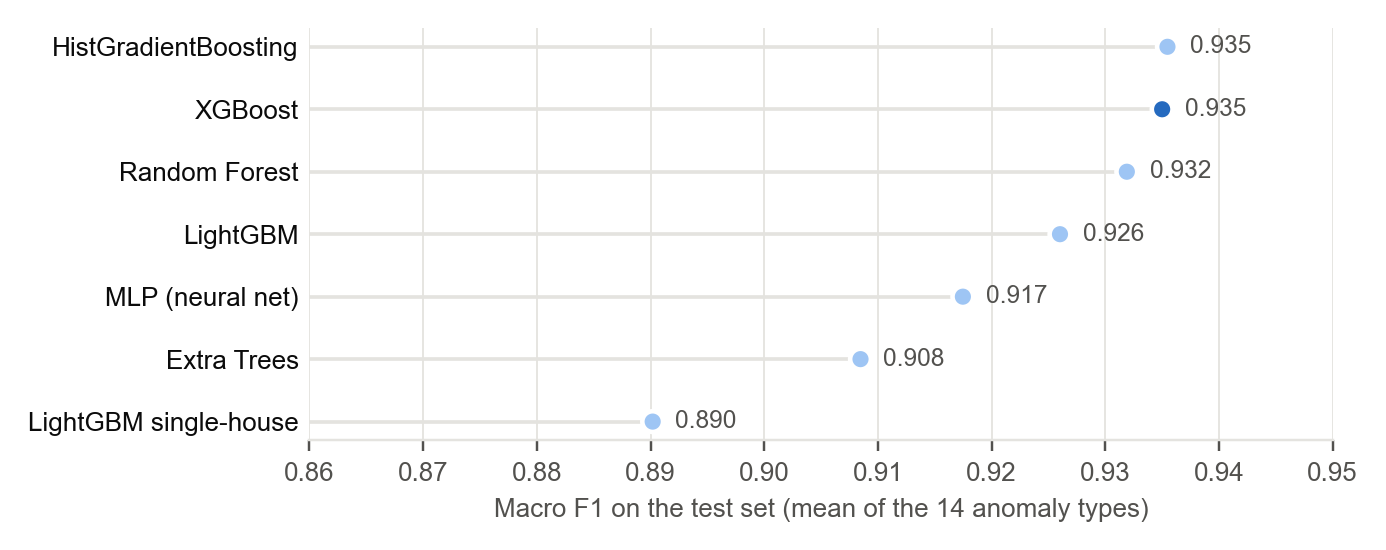 HistGradientBoosting 0.935
XGBoost 0.935
Random Forest 0.932
LightGBM 0.926
MLP (neural net) 0.917
Extra Trees 0.908
LightGBM single-house 0.890
0.86 0.87 0.88 0.89 0.90 0.91 0.92 0.93 0.94 0.95
Macro F1 on the test set (mean of the 14 anomaly types)